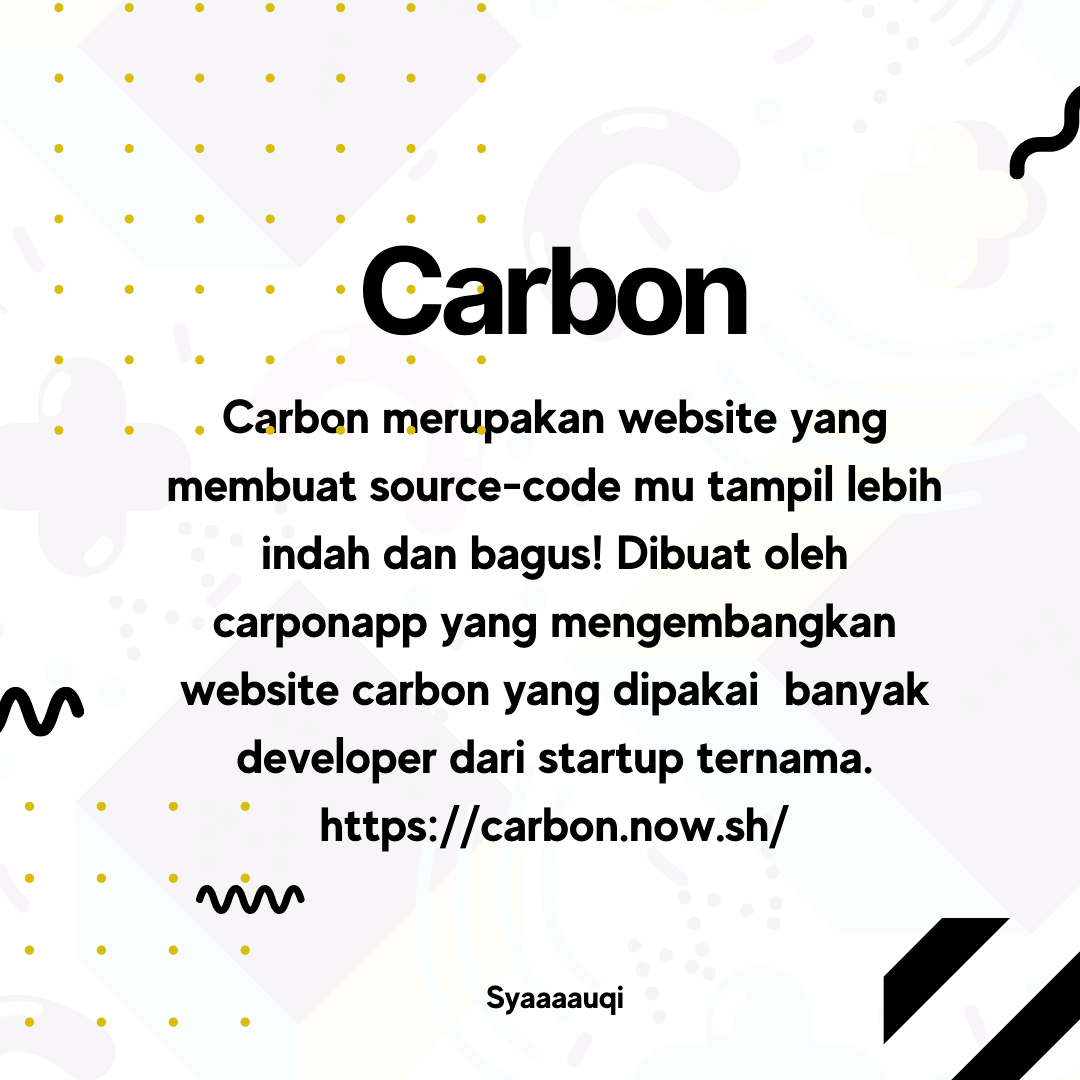 Carbon
Carbon merupakan website yang
membuat source-code mu tampil lebih
indah dan bagus! Dibuat oleh
carponapp yang mengembangkan
website carbon yang dipakai  banyak
developer dari startup ternama.
https://carbon.now.sh/
Syaaaauqi